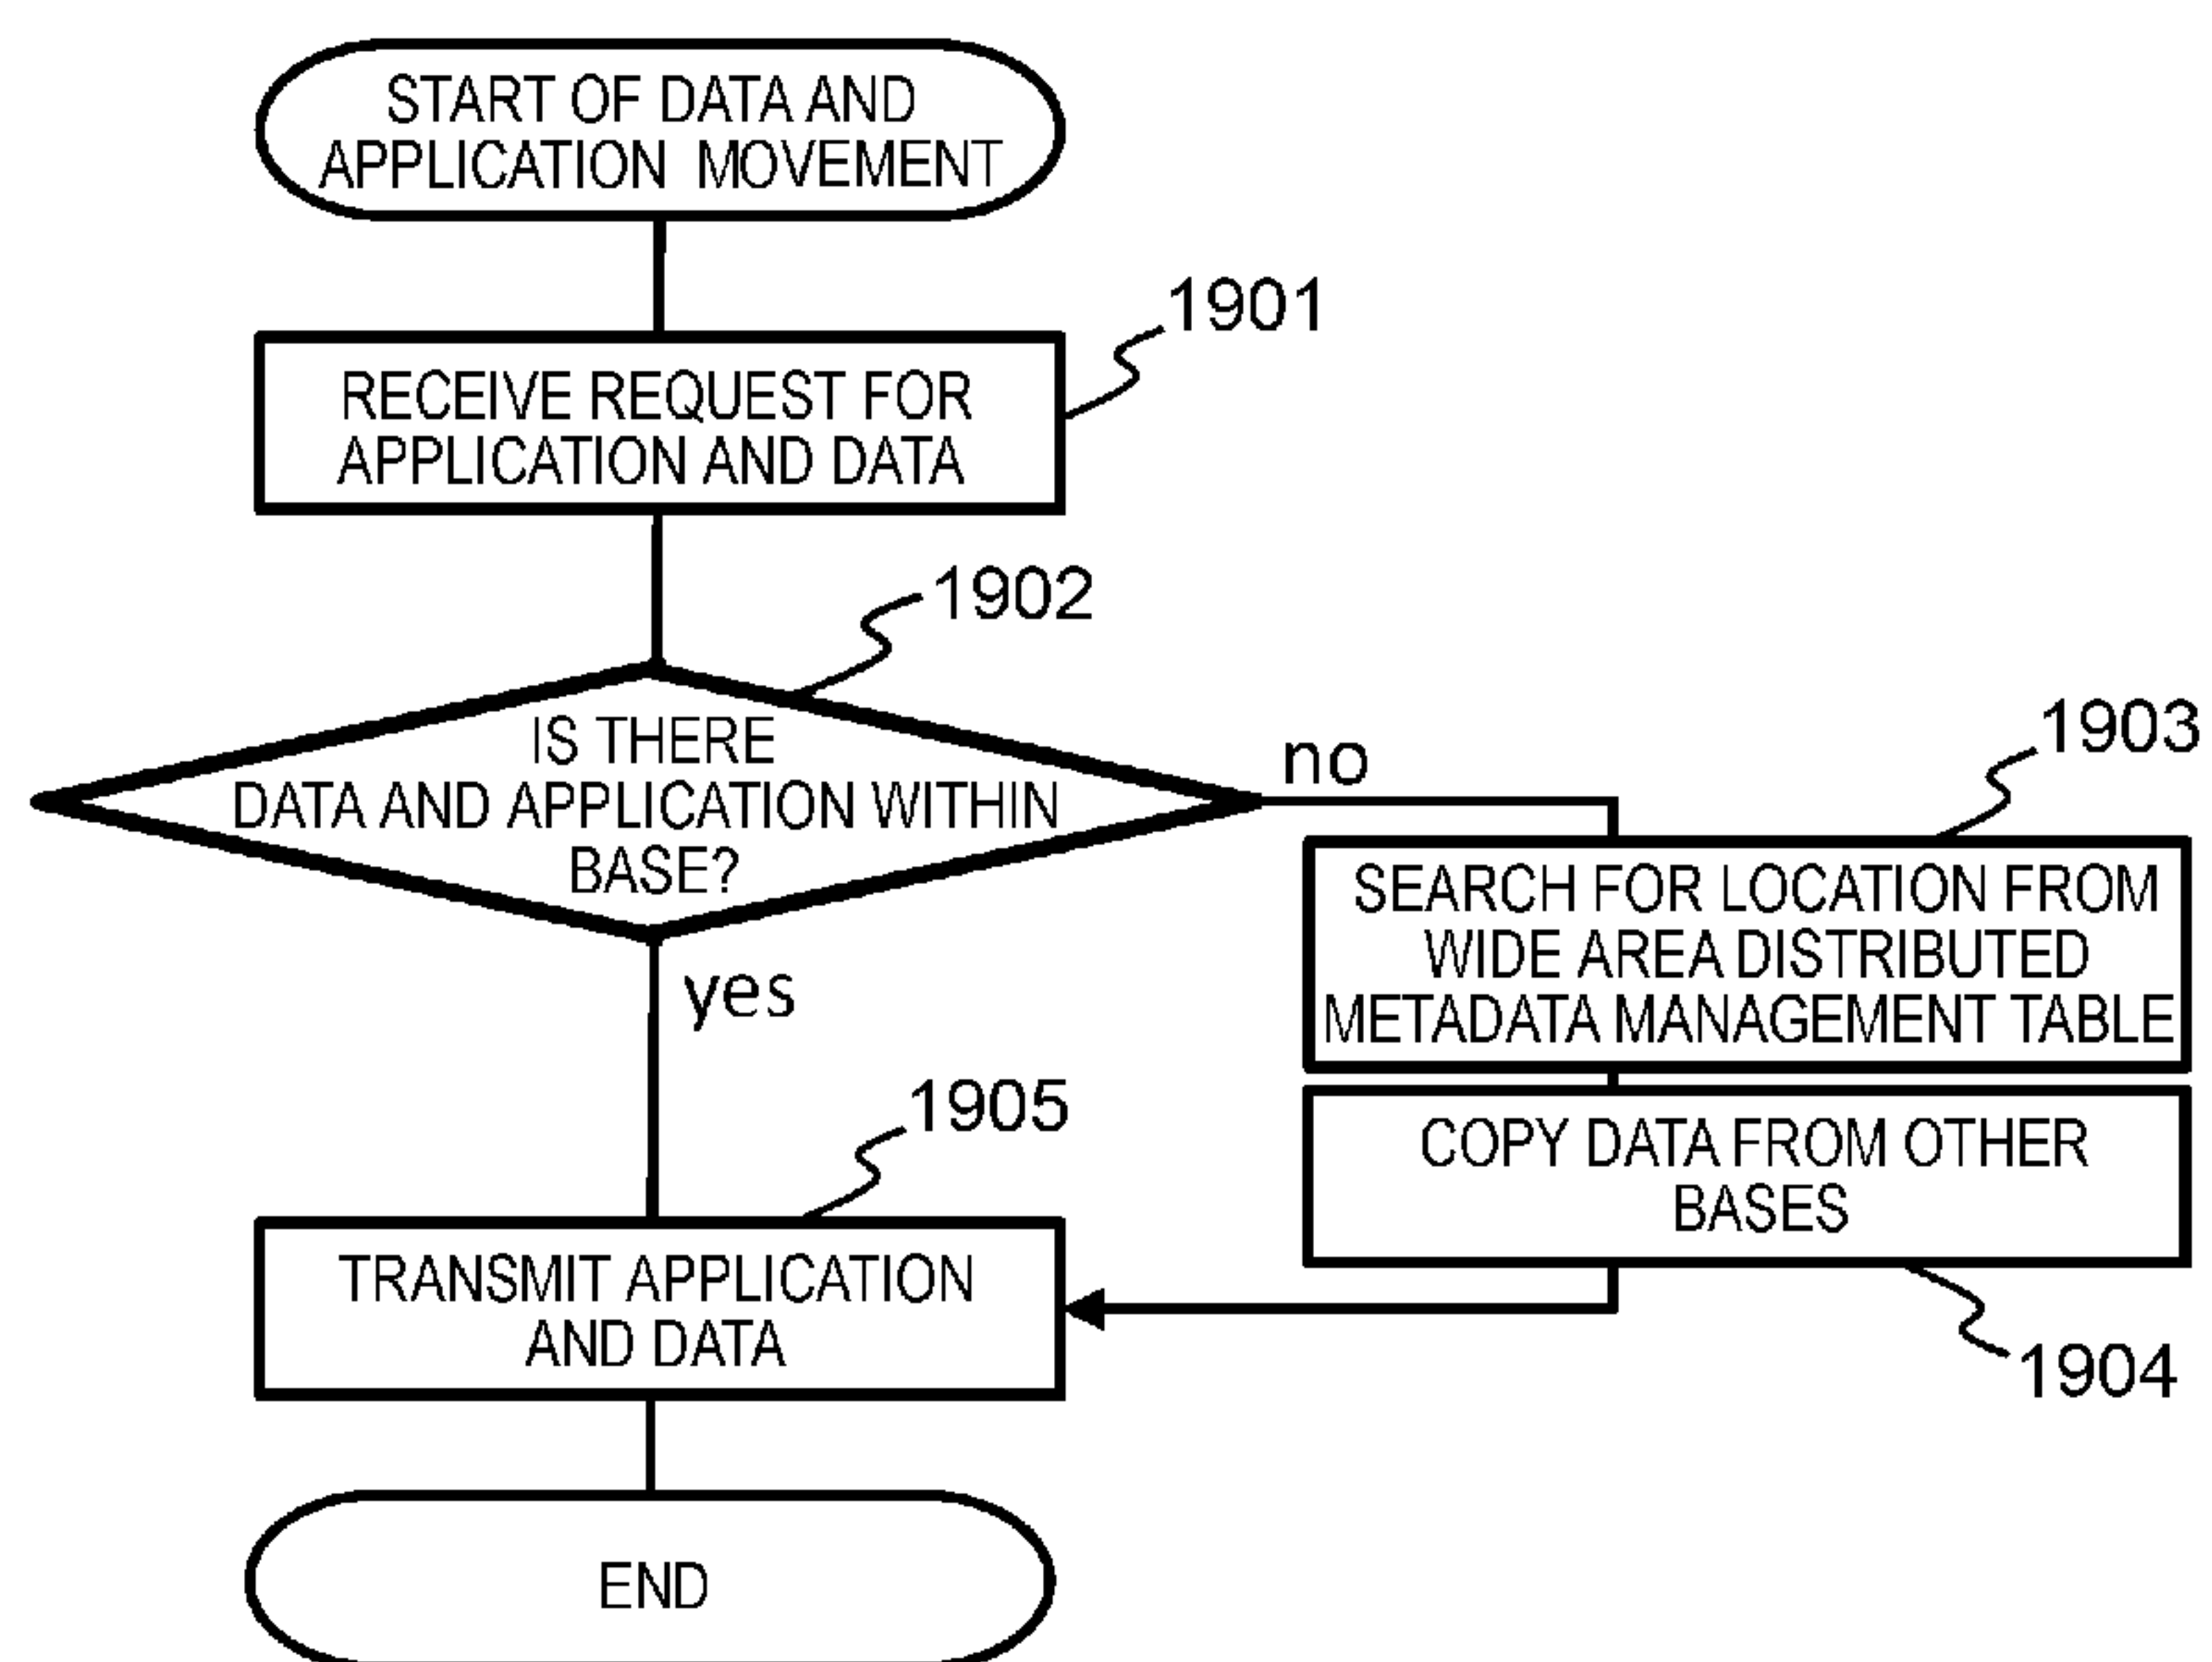 START OF DATA AND
APPLICATION MOVEMENT
1901
RECEIVE REQUEST FOR
APPLICATION AND DATA
1902
IS THERE
DATA AND APPLICATION WITHIN
BASE?
no
yes
1903
SEARCH FOR LOCATION FROM
WIDE AREA DISTRIBUTED
METADATA MANAGEMENT TABLE
COPY DATA FROM OTHER
BASES
1904
1905
TRANSMIT APPLICATION
AND DATA
END